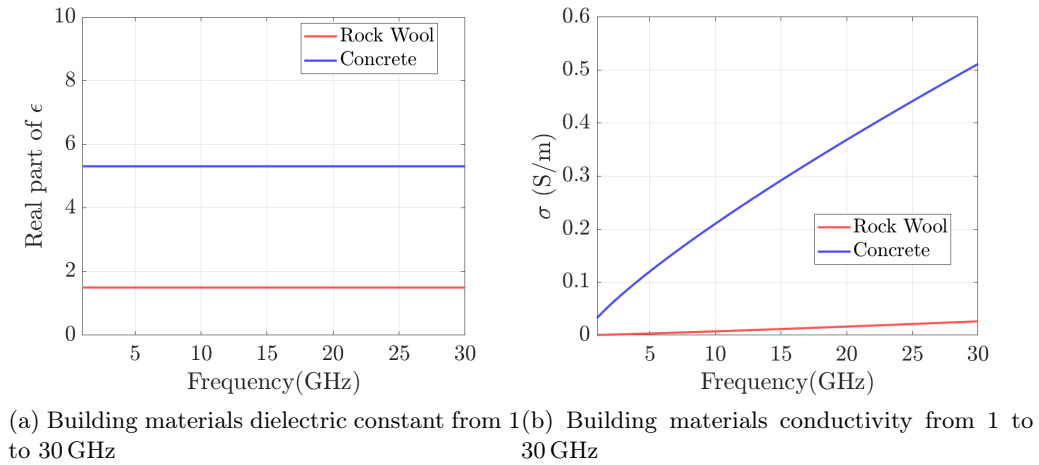 10
8
6
4
2
0
Real part of ϵ
Rock Wool
Concrete
5 10 15 20 25 30
Frequency(GHz)
0.6
0.5
0.4
0.3
0.2
0.1
0
σ (S/m)
Rock Wool
Concrete
5 10 15 20 25 30
Frequency(GHz)
(a) Building materials dielectric constant from 1
to 30 GHz
(b) Building materials conductivity from 1 to
30 GHz